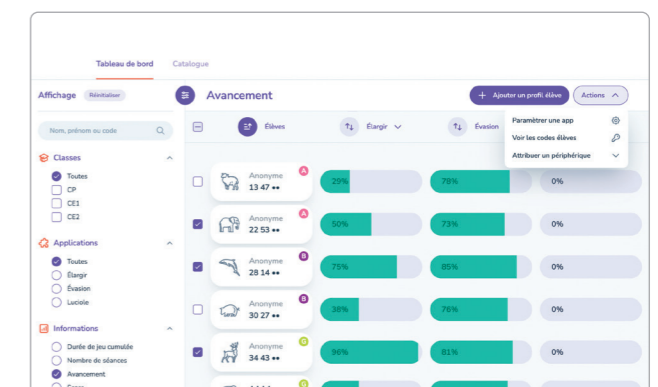 Tableau de bord Catalogue
Affichage Réinitialiser Avancement Ajouter un profil élève Actions
Nom, prénom ou code Élèves Élargir Évasion
Paramétrer une app
Voir les codes élèves
Attribuer un périphérique
Classes
Toutes
CP
CE1
CE2
Applications
Toutes
Élargir
Évasion
Luciole
Informations
Durée de jeu cumulée
Nombre de séances
Avancement
Anonyme A
13 47 •• 29% 78% 0%
Anonyme A
22 53 •• 50% 73% 0%
Anonyme B
28 14 •• 75% 85% 0%
Anonyme B
30 27 •• 38% 76% 0%
Anonyme G
34 43 •• 96% 81% 0%
G